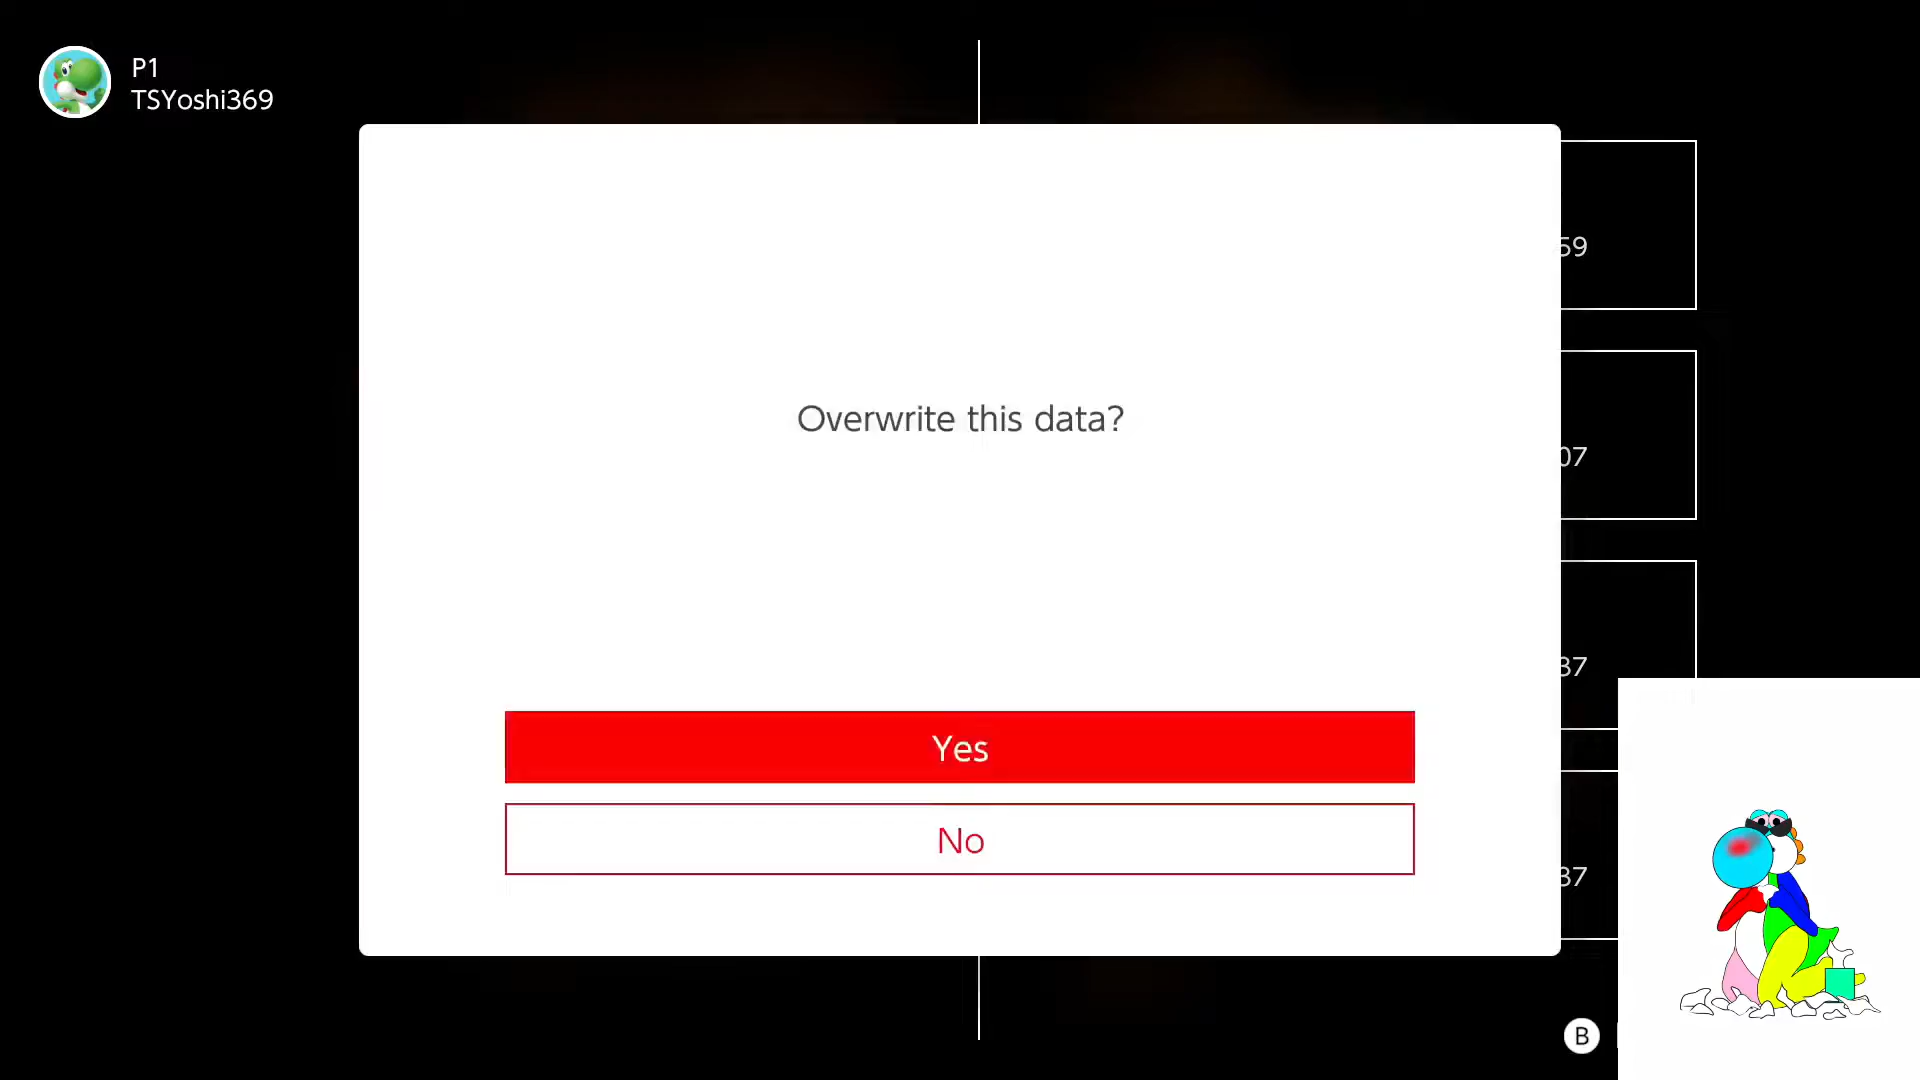 P1
TSYoshi369
59
07
37
37
Overwrite this data?
Yes
No
B